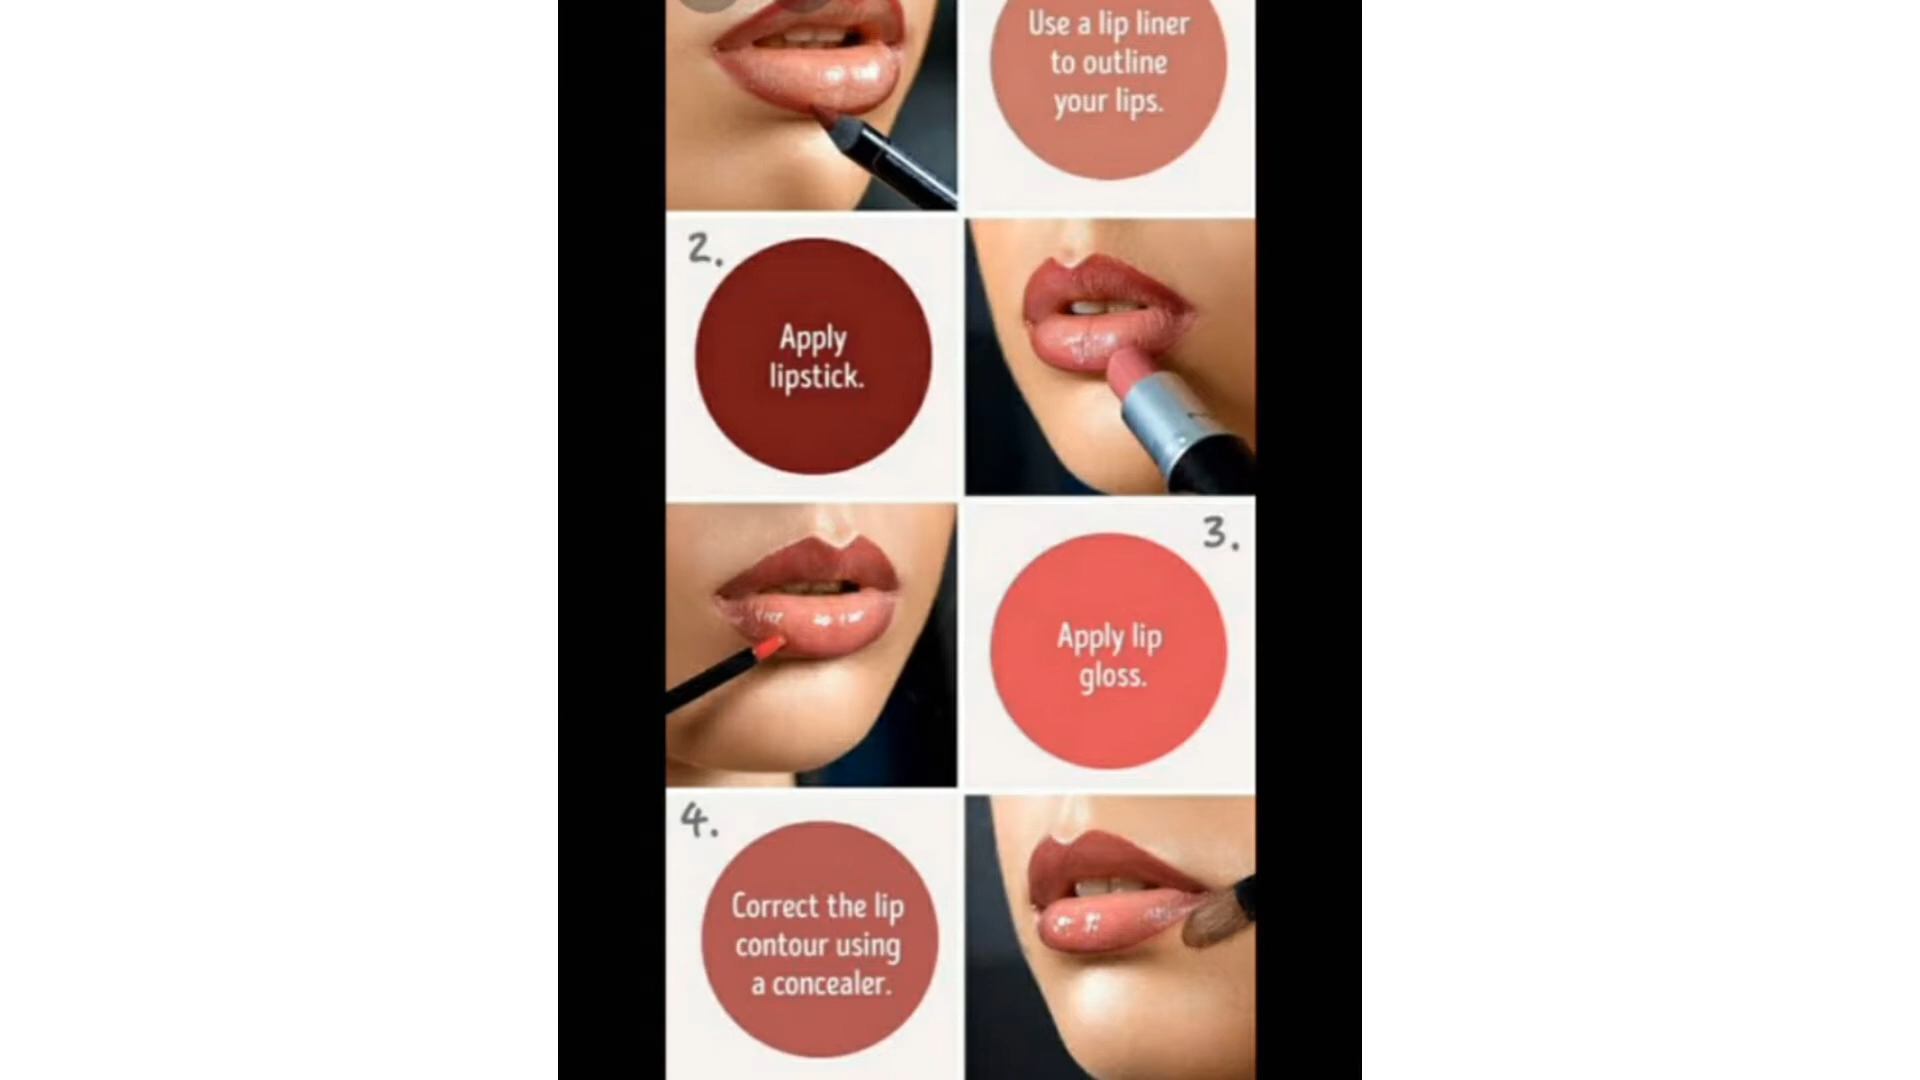 Use a lip liner
to outline
your lips.
2.
Apply
lipstick.
3.
Apply lip
gloss.
4.
Correct the lip
contour using
a concealer.